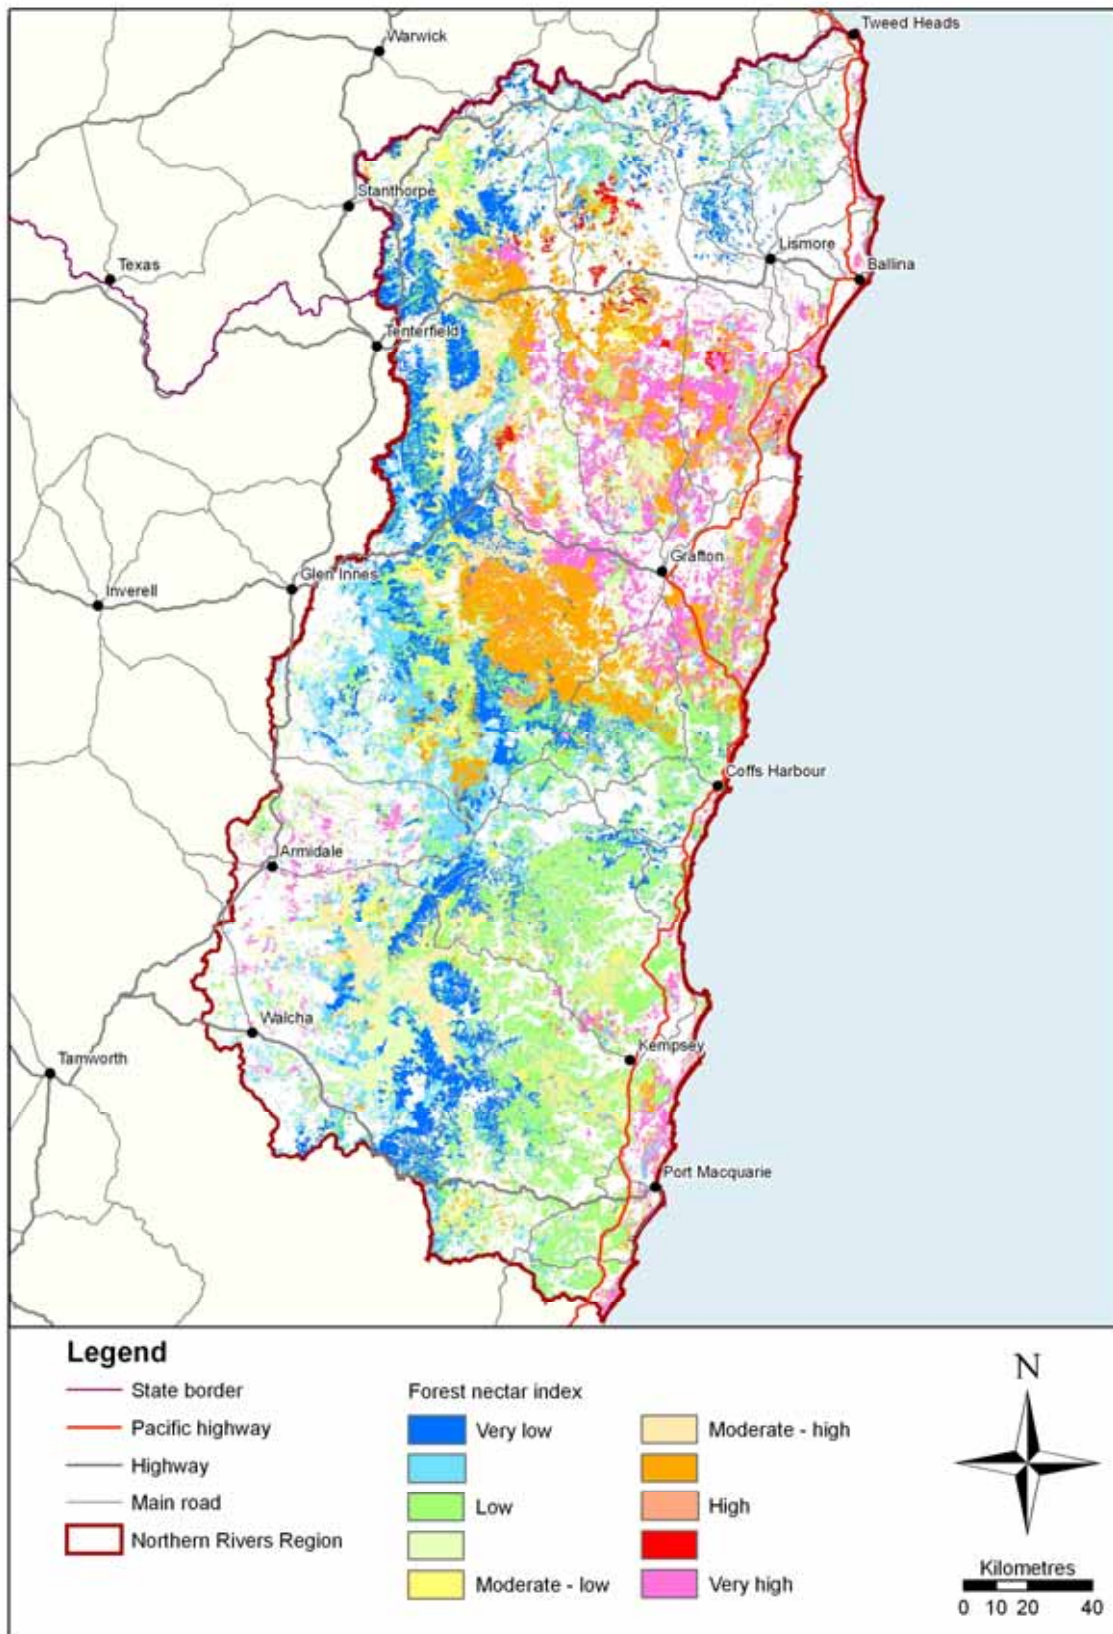 Tweed Heads
Warwick
Stanthorpe
Lismore
Texas
Ballina
Tenterfield
Grafton
Glen Innes
Inverell
Coffs Harbour
Armidale
Walcha
Kempsey
Tamworth
Port Macquarie
Legend
State border
Pacific highway
Highway
Main road
Northern Rivers Region
Forest nectar index
Very low
Low
Moderate - low
Moderate - high
High
Very high
N
Kilometres
0 10 20 40